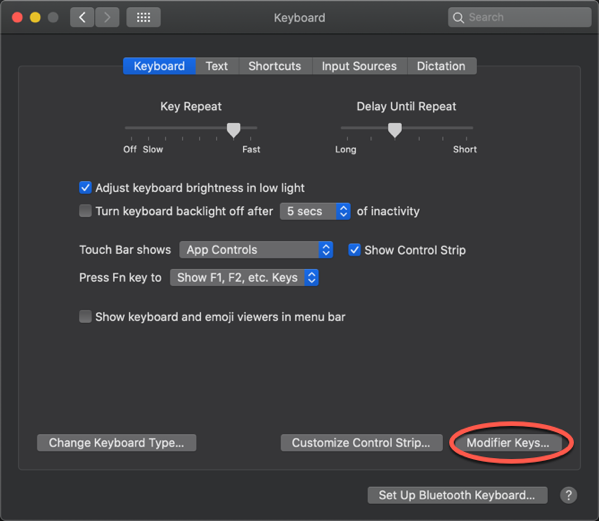 Keyboard
Search
Keyboard Text Shortcuts Input Sources Dictation
Key Repeat Delay Until Repeat
Off Slow Fast Long Short
Adjust keyboard brightness in low light
Turn keyboard backlight off after 5 secs of inactivity
Touch Bar shows App Controls Show Control Strip
Press Fn key to Show F1, F2, etc. Keys
Show keyboard and emoji viewers in menu bar
Change Keyboard Type... Customize Control Strip... Modifier Keys...
Set Up Bluetooth Keyboard... ?